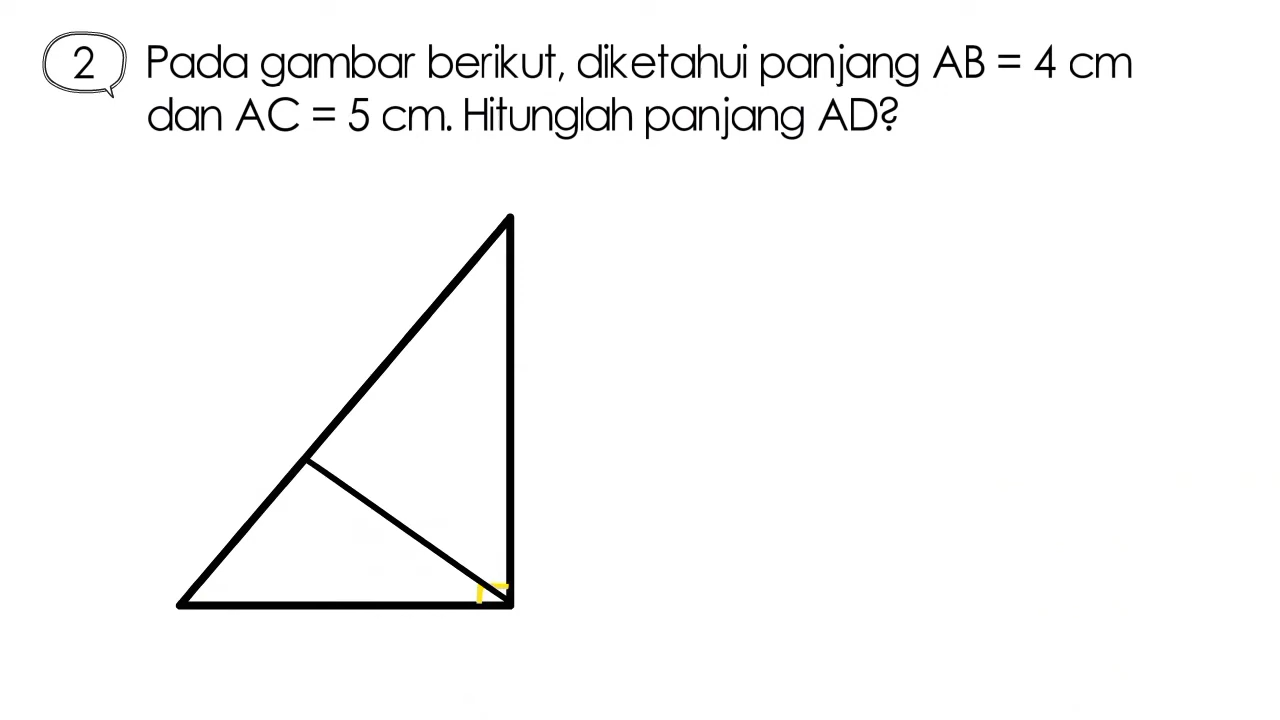 2 Pada gambar berikut, diketahui panjang AB = 4 cm
dan AC = 5 cm. Hitunglah panjang AD?